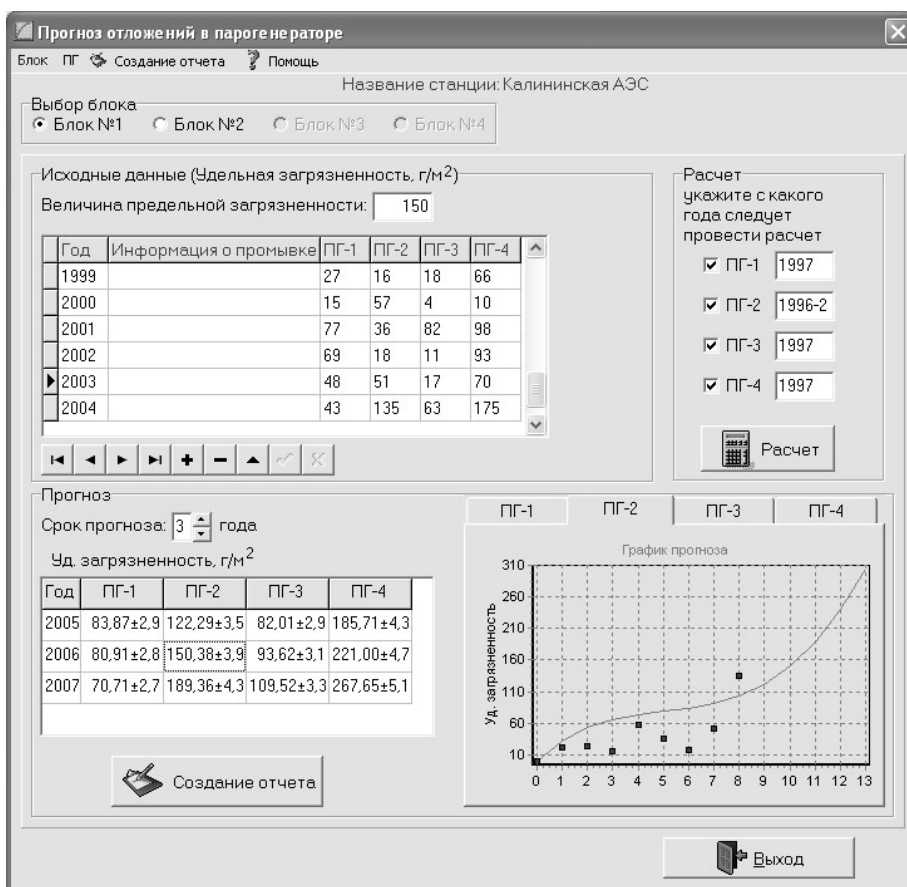 Прогноз отложений в парогенераторе
Блок ПГ Создание отчета Помощь
Название станции: Калининская АЭС
Выбор блока
Блок №1 Блок №2 Блок №3 Блок №4
Исходные данные (Удельная загрязненность, г/м²)
Величина предельной загрязненности: 150
Год Информация о промывке ПГ-1 ПГ-2 ПГ-3 ПГ-4
1999 27 16 18 66
2000 15 57 4 10
2001 77 36 82 98
2002 69 18 11 93
2003 48 51 17 70
2004 43 135 63 175
Расчет
укажите с какого
года следует
провести расчет
ПГ-1 1997
ПГ-2 1996-2
ПГ-3 1997
ПГ-4 1997
Расчет
Прогноз
Срок прогноза: 3 года
Уд. загрязненность, г/м²
Год ПГ-1 ПГ-2 ПГ-3 ПГ-4
2005 83,87±2,9 122,29±3,5 82,01±2,9 185,71±4,3
2006 80,91±2,8 150,38±3,9 93,62±3,1 221,00±4,7
2007 70,71±2,7 189,36±4,3 109,52±3,3 267,65±5,1
Создание отчета
ПГ-1 ПГ-2 ПГ-3 ПГ-4
График прогноза
Уд. загрязненность
310
260
210
160
110
60
10
0 1 2 3 4 5 6 7 8 9 10 11 12 13
Выход